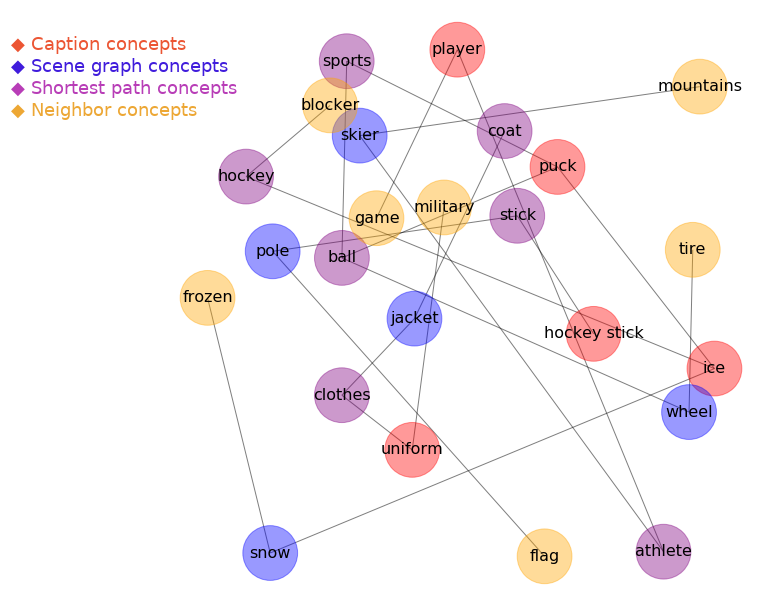 ◆ Caption concepts
◆ Scene graph concepts
◆ Shortest path concepts
◆ Neighbor concepts
player
sports
mountains
blocker
coat
skier
puck
hockey
military
stick
game
tire
pole
ball
frozen
jacket
hockey stick
ice
clothes
wheel
uniform
athlete
snow
flag